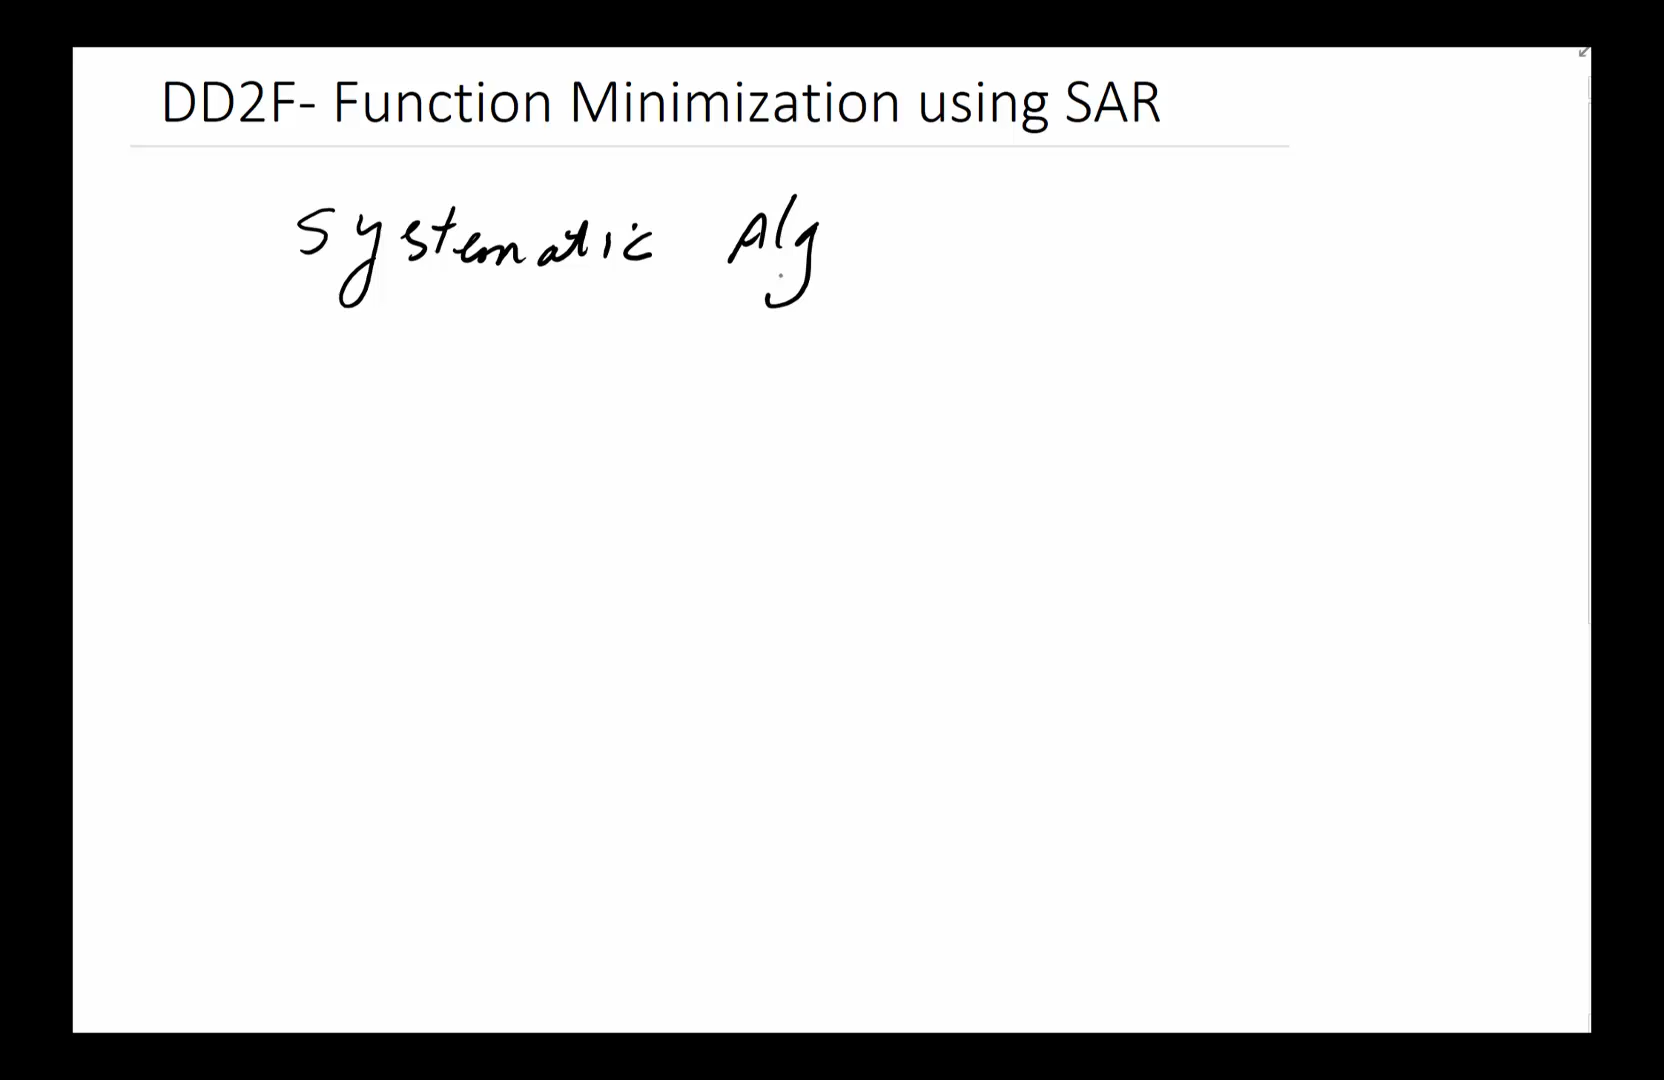 DD2F- Function Minimization using SAR
Systematic Alg